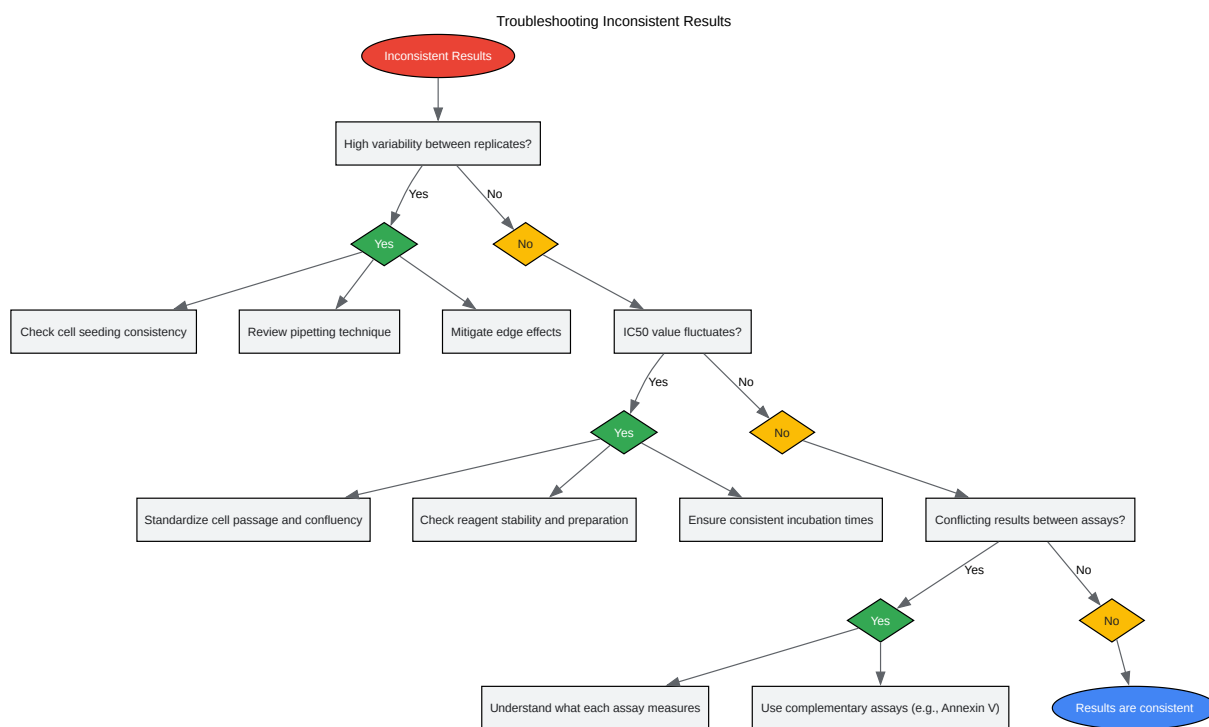 Troubleshooting Inconsistent Results
Inconsistent Results
High variability between replicates?
Yes
No
Yes
No
Check cell seeding consistency
Review pipetting technique
Mitigate edge effects
IC50 value fluctuates?
Yes
No
Yes
No
Standardize cell passage and confluency
Check reagent stability and preparation
Ensure consistent incubation times
Conflicting results between assays?
Yes
No
Yes
No
Understand what each assay measures
Use complementary assays (e.g., Annexin V)
Results are consistent